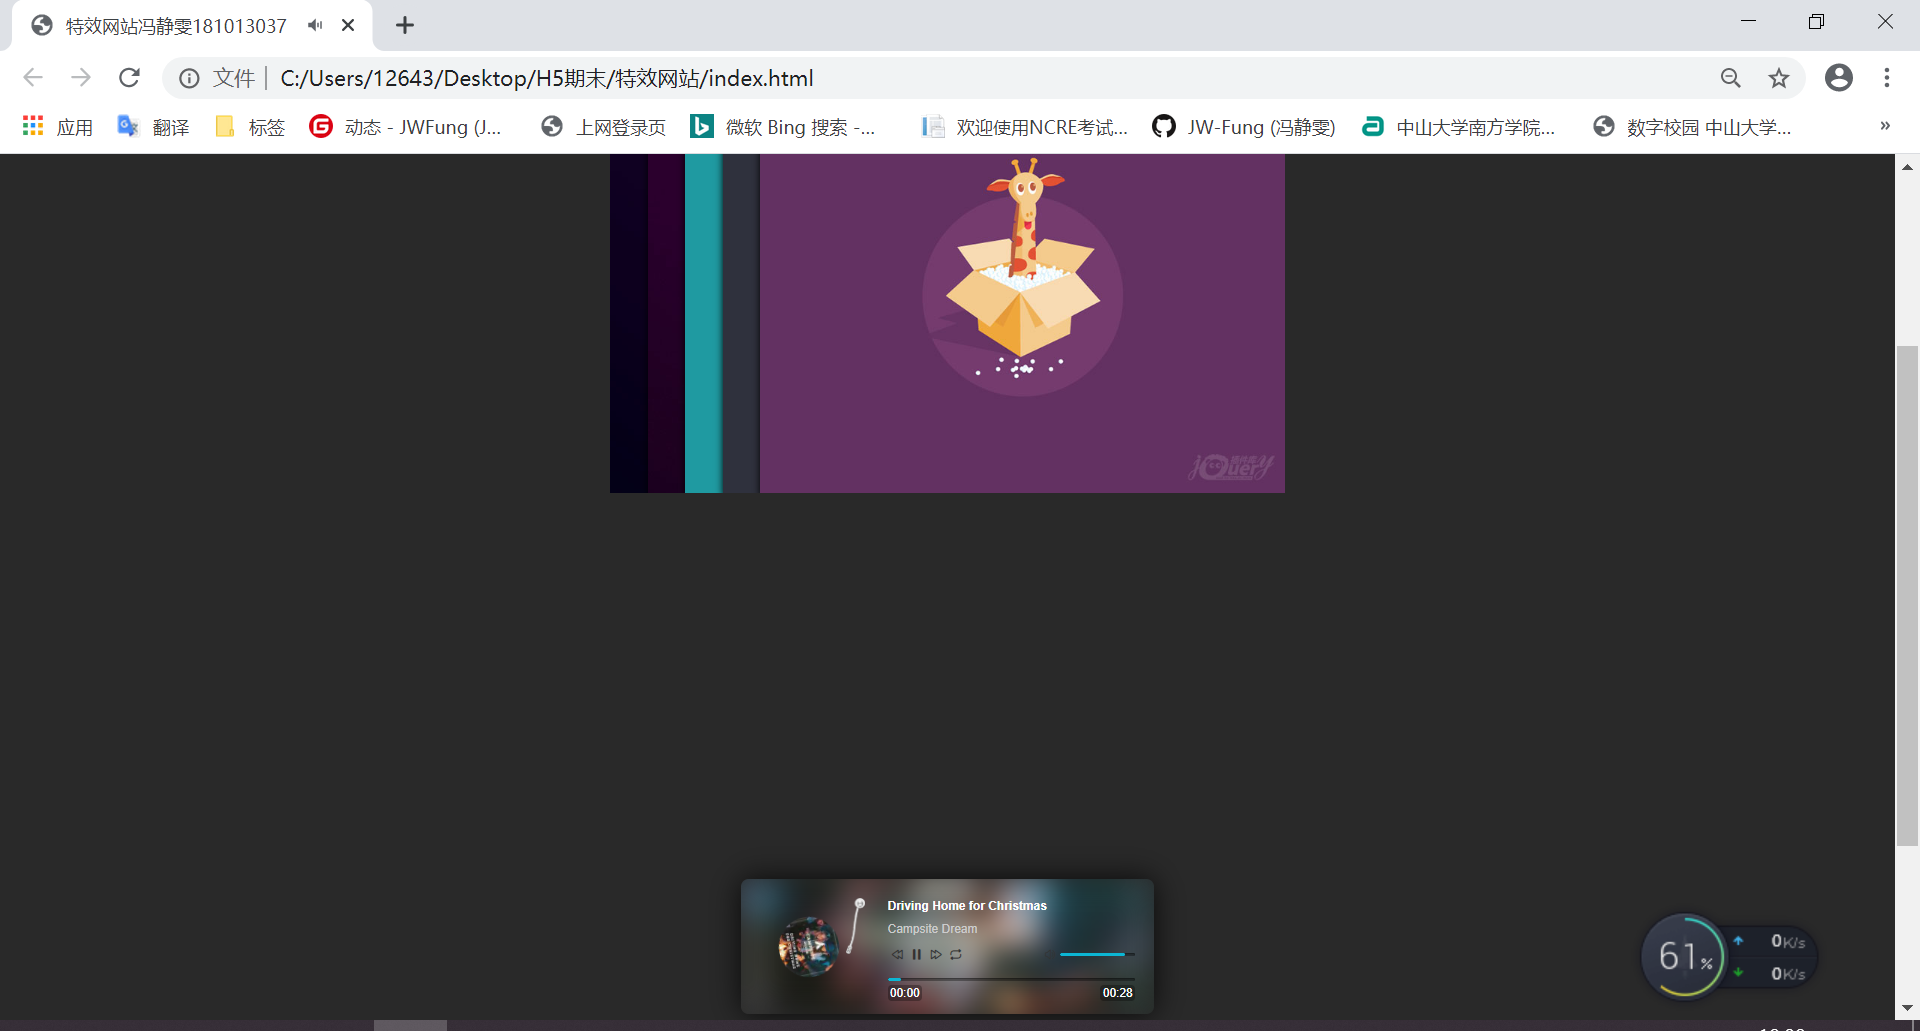 特效网站冯静雯181013037
文件 C:/Users/12643/Desktop/H5期末/特效网站/index.html
应用 翻译 标签 动态 - JWFung (J... 上网登录页 微软 Bing 搜索 -... 欢迎使用NCRE考试... JW-Fung (冯静雯) 中山大学南方学院... 数字校园 中山大学... »
jQuery
Driving Home for Christmas
Campsite Dream
00:00 00:28
61%
0K/s
0K/s